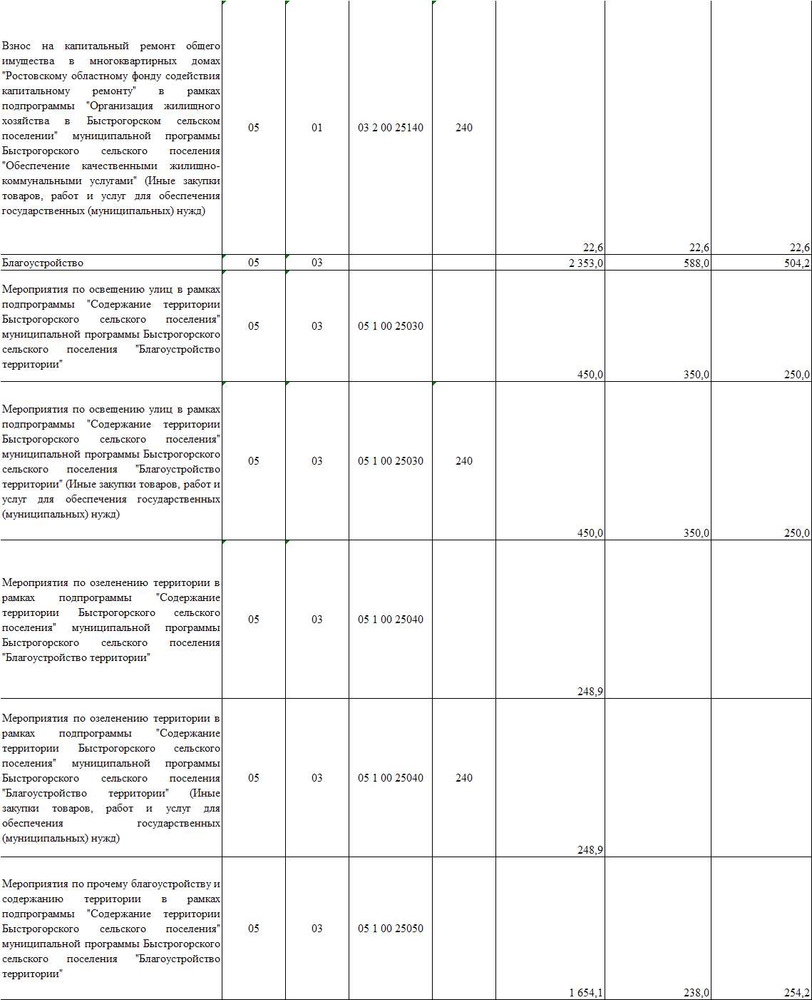 Взнос на капитальный ремонт общего
имущества в многоквартирных домах
"Ростовскому областному фонду содействия
капитальному ремонту" в рамках
подпрограммы "Организация жилищного
хозяйства в Быстрогорском сельском
поселении" муниципальной программы
Быстрогорского сельского поселения
"Обеспечение качественными жилищно-
коммунальными услугами" (Иные закупки
товаров, работ и услуг для обеспечения
государственных (муниципальных) нужд)
05 01 03 2 00 25140 240
22,6 22,6 22,6
Благоустройство 05 03 2 353,0 588,0 504,2
Мероприятия по освещению улиц в рамках
подпрограммы "Содержание территории
Быстрогорского сельского поселения"
муниципальной программы Быстрогорского
сельского поселения "Благоустройство
территории"
05 03 05 1 00 25030
450,0 350,0 250,0
Мероприятия по освещению улиц в рамках
подпрограммы "Содержание территории
Быстрогорского сельского поселения"
муниципальной программы Быстрогорского
сельского поселения "Благоустройство
территории" (Иные закупки товаров, работ и
услуг для обеспечения государственных
(муниципальных) нужд)
05 03 05 1 00 25030 240
450,0 350,0 250,0
Мероприятия по озеленению территории в
рамках подпрограммы "Содержание
территории Быстрогорского сельского
поселения" муниципальной программы
Быстрогорского сельского поселения
"Благоустройство территории"
05 03 05 1 00 25040
248,9
Мероприятия по озеленению территории в
рамках подпрограммы "Содержание
территории Быстрогорского сельского
поселения" муниципальной программы
Быстрогорского сельского поселения
"Благоустройство территории" (Иные
закупки товаров, работ и услуг для
обеспечения государственных
(муниципальных) нужд)
05 03 05 1 00 25040 240
248,9
Мероприятия по прочему благоустройству и
содержанию территории в рамках
подпрограммы "Содержание территории
Быстрогорского сельского поселения"
муниципальной программы Быстрогорского
сельского поселения "Благоустройство
территории"
05 03 05 1 00 25050
1 654,1 238,0 254,2